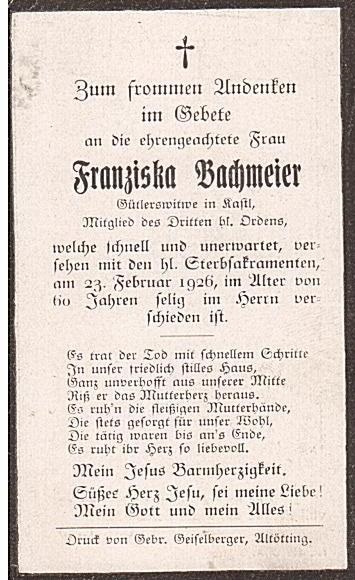 Zum frommen Andenken
im Gebete
an die ehrengeachtete Frau
Franziska Bachmeier
Gütlerswitwe in Kastl,
Mitglied des Dritten hl. Ordens,
welche schnell und unerwartet, ver-
sehen mit den hl. Sterbsakramenten,
am 23. Februar 1926, im Alter von
60 Jahren selig im Herrn ver-
schieden ist.
Es trat der Tod mit schnellem Schritte
In unser friedlich stilles Haus,
Ganz unverhofft aus unserer Mitte
Riß er das Mutterherz heraus.
Es ruh'n die fleißigen Mutterhände,
Die stets gesorgt für unser Wohl,
Die tätig waren bis an's Ende,
Es ruht ihr Herz so liebevoll.
Mein Jesus Barmherzigkeit.
Süßes Herz Jesu, sei meine Liebe!
Mein Gott und mein Alles!
Druck von Gebr. Geiselberger, Altötting.